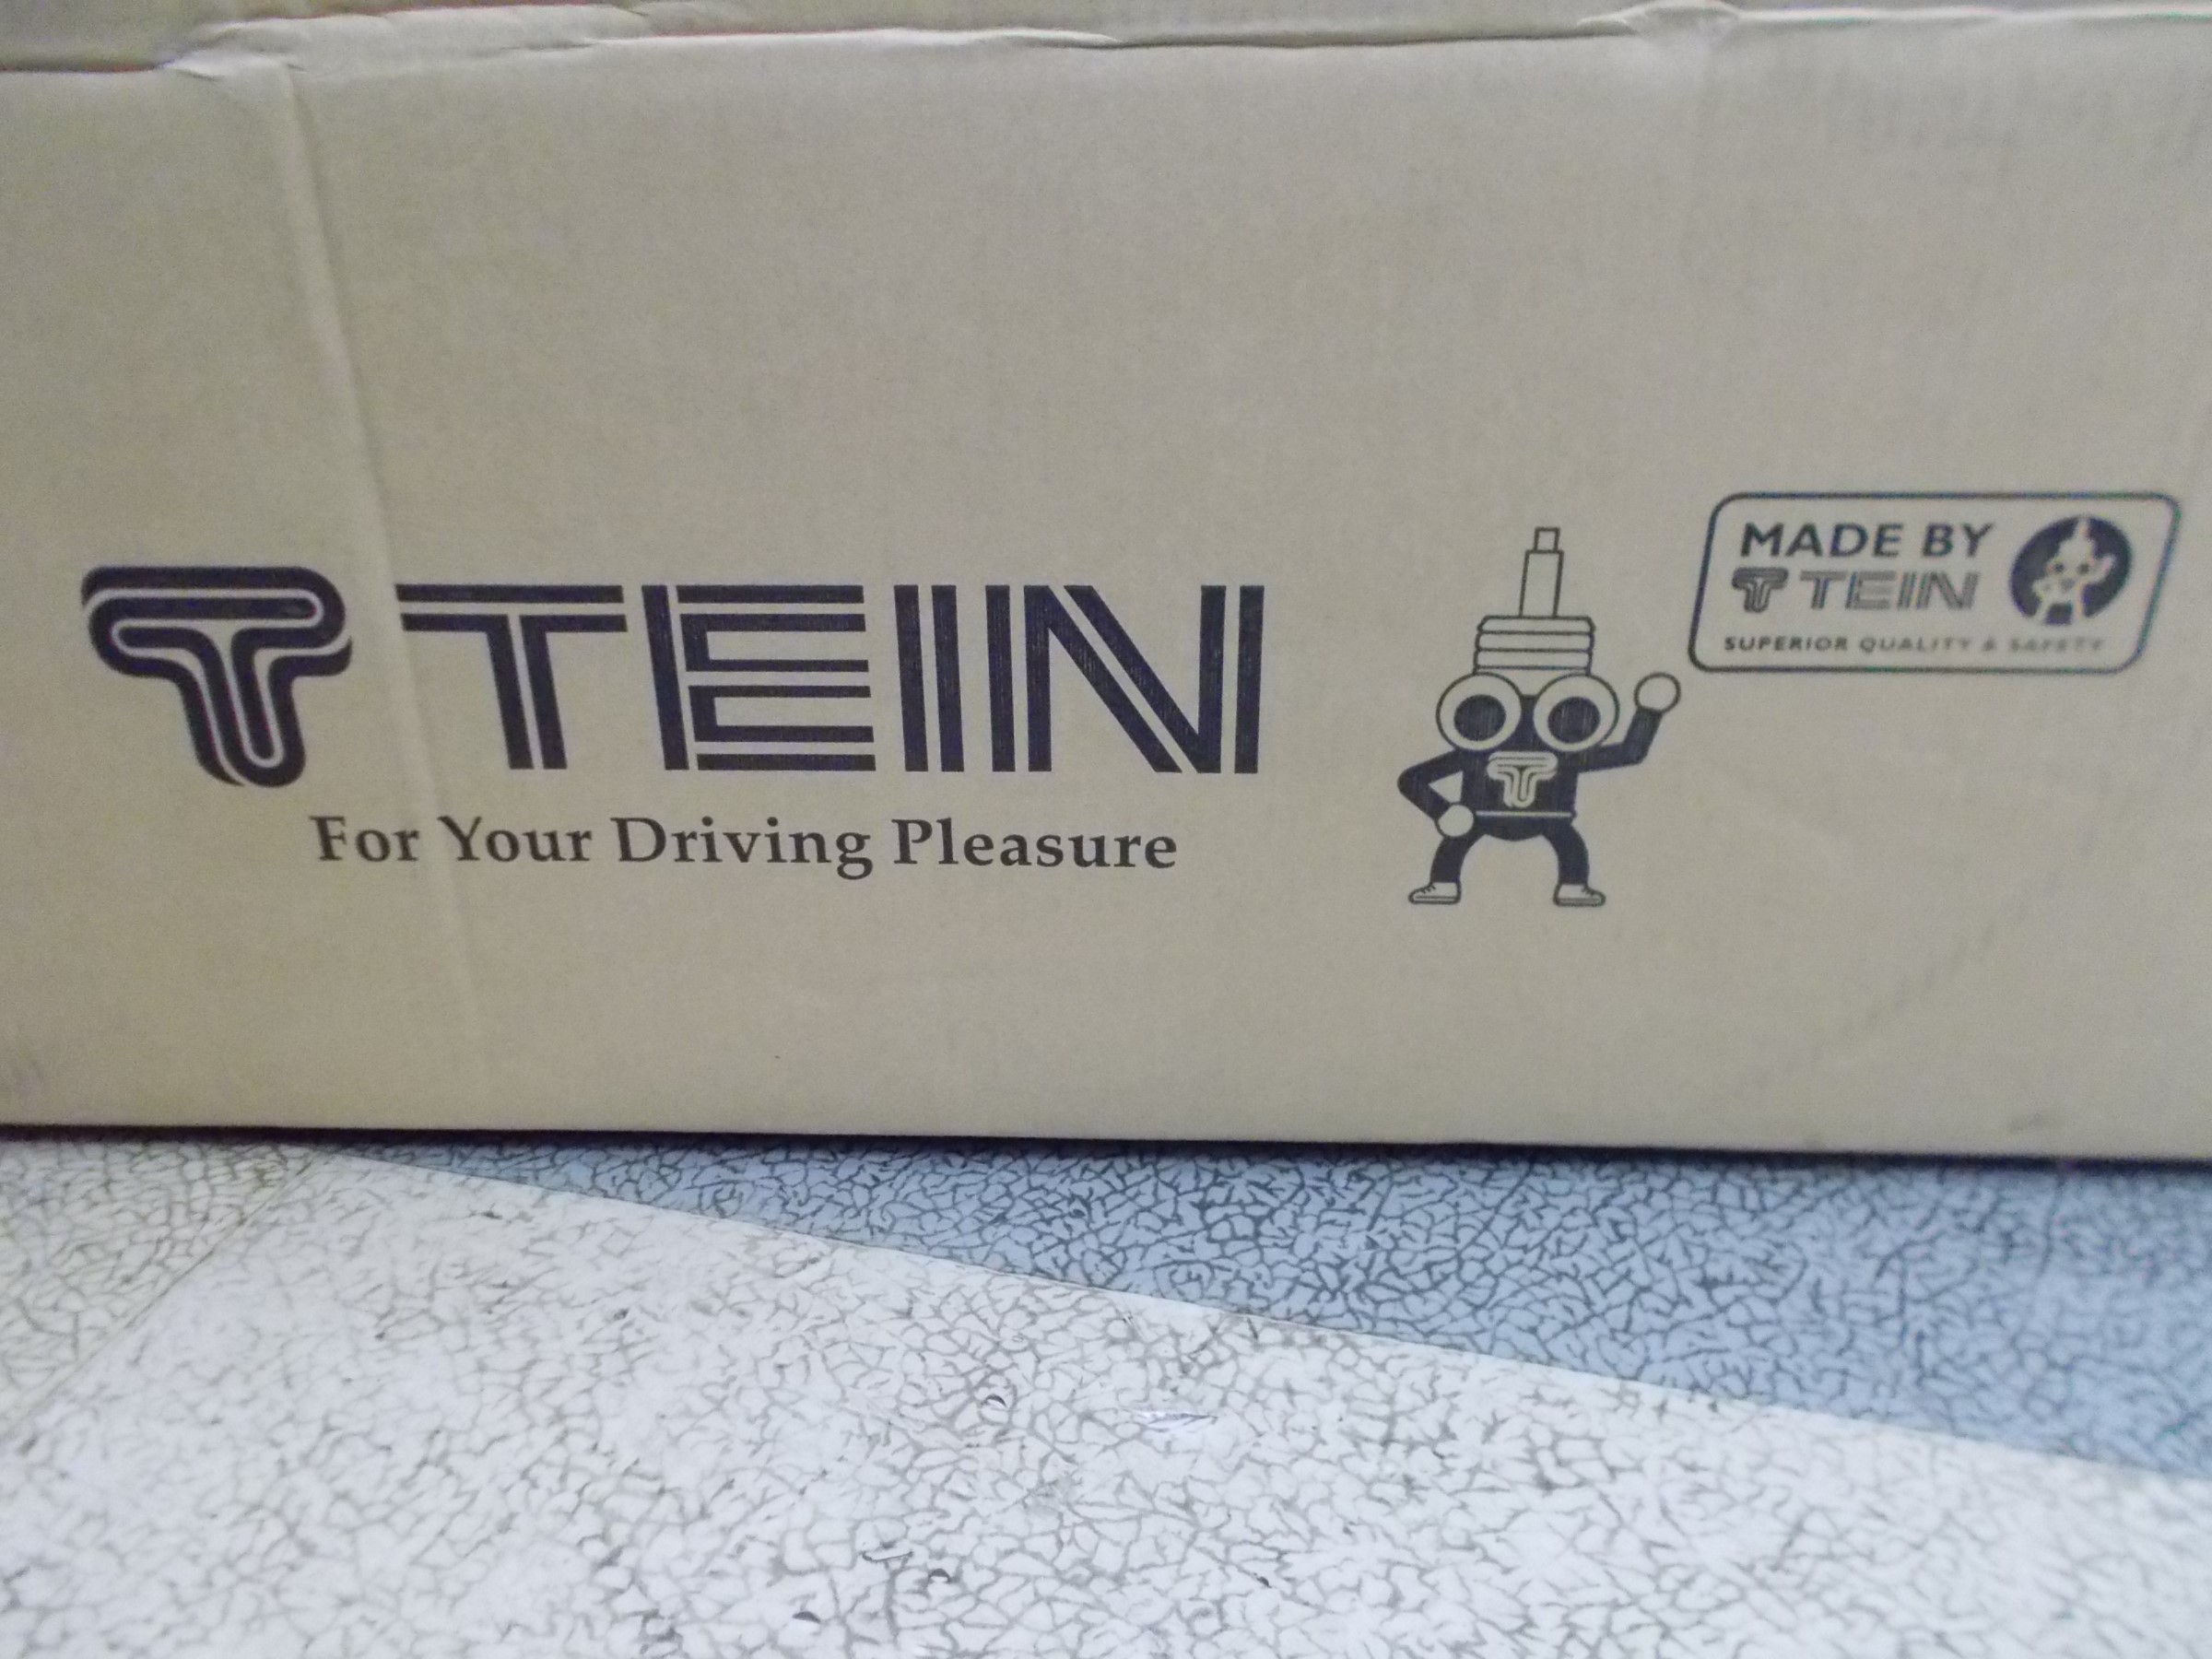 TEIN
For Your Driving Pleasure
MADE BY
TEIN
SUPERIOR QUALITY & SAFETY